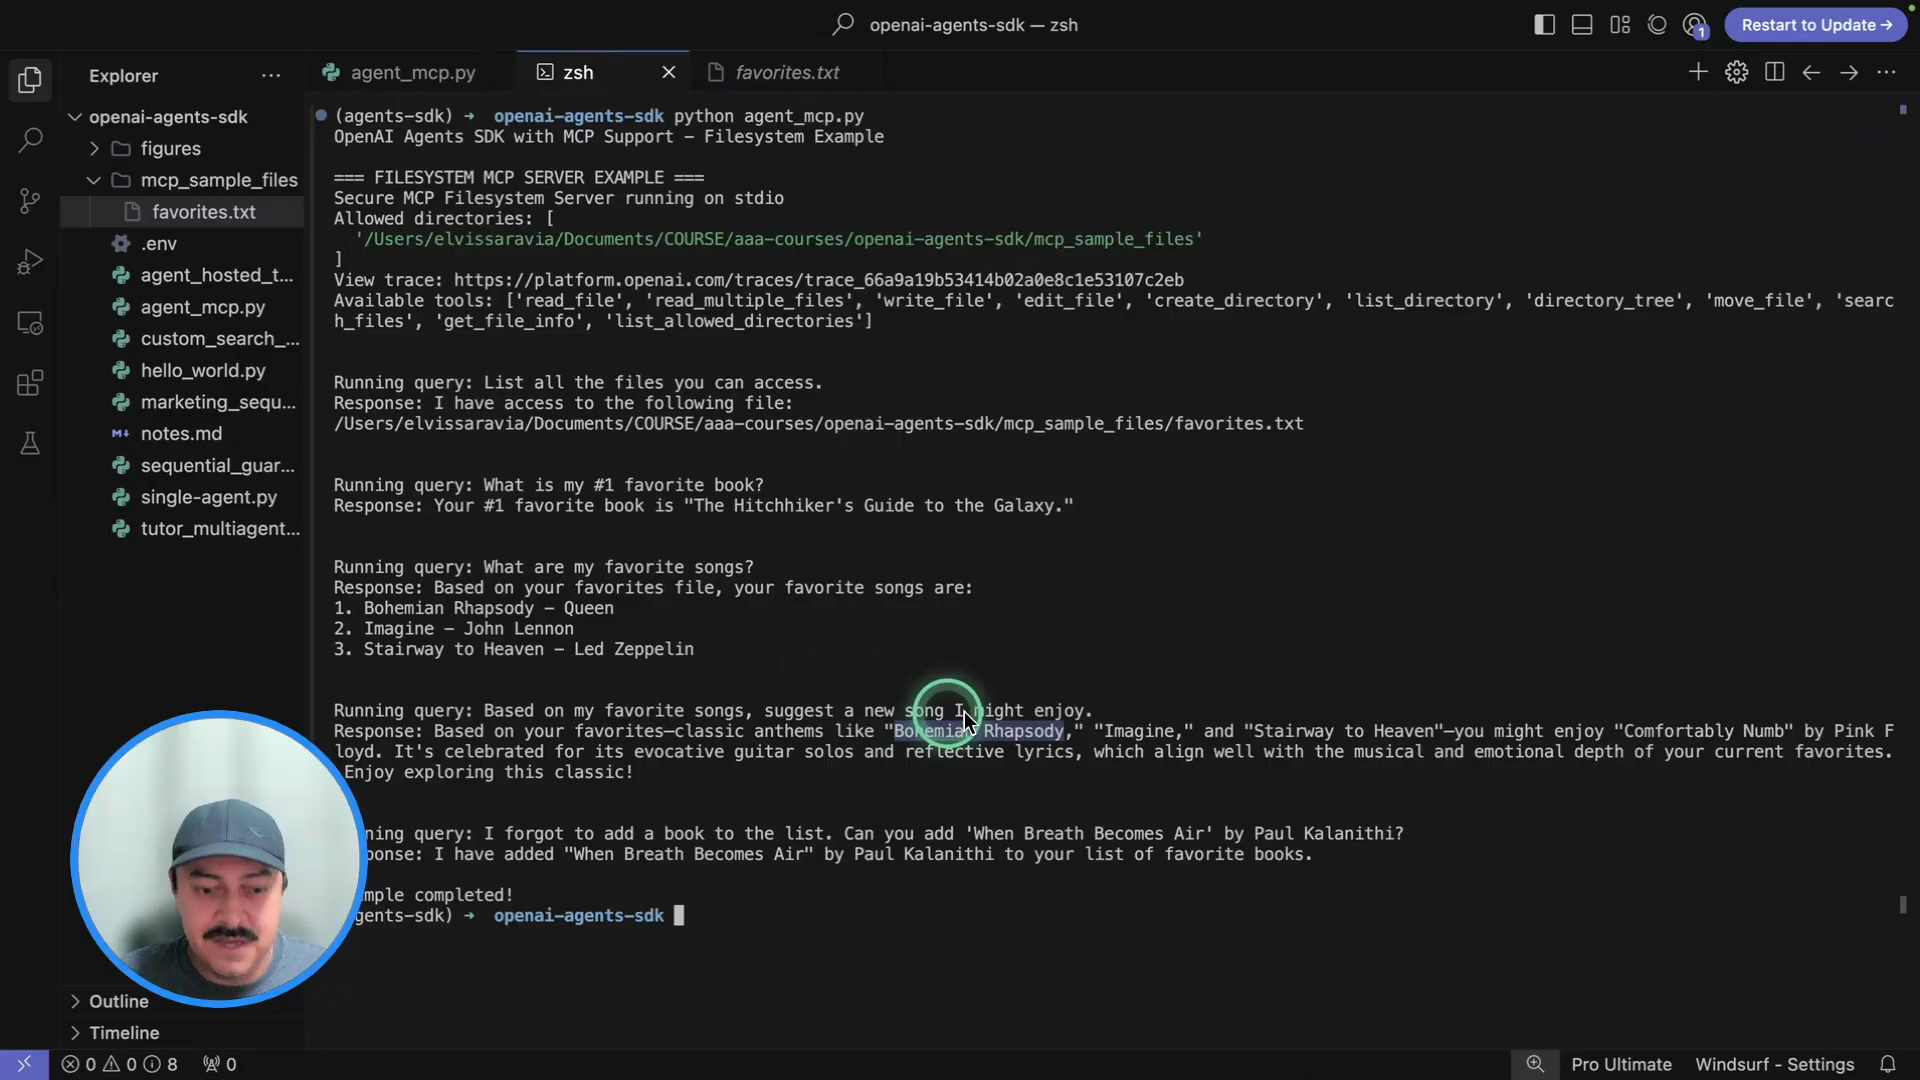 openai-agents-sdk — zsh
1
Restart to Update →
Explorer
agent_mcp.py
zsh
favorites.txt
openai-agents-sdk
figures
mcp_sample_files
favorites.txt
.env
agent_hosted_t...
agent_mcp.py
custom_search_...
hello_world.py
marketing_sequ...
notes.md
sequential_guar...
single-agent.py
tutor_multiagent...
Outline
Timeline
(agents-sdk) ➜ openai-agents-sdk python agent_mcp.py
OpenAI Agents SDK with MCP Support - Filesystem Example
=== FILESYSTEM MCP SERVER EXAMPLE ===
Secure MCP Filesystem Server running on stdio
Allowed directories: [
'/Users/elvissaravia/Documents/COURSE/aaa-courses/openai-agents-sdk/mcp_sample_files'
]
View trace: https://platform.openai.com/traces/trace_66a9a19b53414b02a0e8c1e53107c2eb
Available tools: ['read_file', 'read_multiple_files', 'write_file', 'edit_file', 'create_directory', 'list_directory', 'directory_tree', 'move_file', 'searc
h_files', 'get_file_info', 'list_allowed_directories']
Running query: List all the files you can access.
Response: I have access to the following file:
/Users/elvissaravia/Documents/COURSE/aaa-courses/openai-agents-sdk/mcp_sample_files/favorites.txt
Running query: What is my #1 favorite book?
Response: Your #1 favorite book is "The Hitchhiker's Guide to the Galaxy."
Running query: What are my favorite songs?
Response: Based on your favorites file, your favorite songs are:
1. Bohemian Rhapsody – Queen
2. Imagine – John Lennon
3. Stairway to Heaven – Led Zeppelin
Running query: Based on my favorite songs, suggest a new song I might enjoy.
Response: Based on your favorites—classic anthems like "Bohemian Rhapsody," "Imagine," and "Stairway to Heaven"—you might enjoy "Comfortably Numb" by Pink F
loyd. It's celebrated for its evocative guitar solos and reflective lyrics, which align well with the musical and emotional depth of your current favorites.
Enjoy exploring this classic!
ning query: I forgot to add a book to the list. Can you add 'When Breath Becomes Air' by Paul Kalanithi?
ponse: I have added "When Breath Becomes Air" by Paul Kalanithi to your list of favorite books.
mple completed!
gents-sdk) ➜ openai-agents-sdk
0 0 8 0
Pro Ultimate
Windsurf - Settings